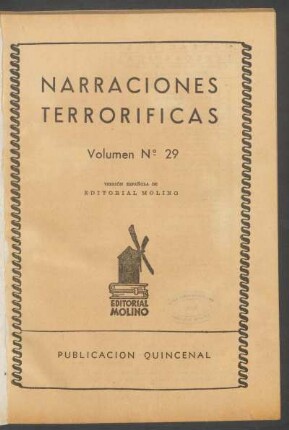 NARRACIONES
TERRORIFICAS
Volumen Nº 29
VERSIÓN ESPAÑOLA DE
EDITORIAL MOLINO
EDITORIAL
MOLINO
PUBLICACION QUINCENAL